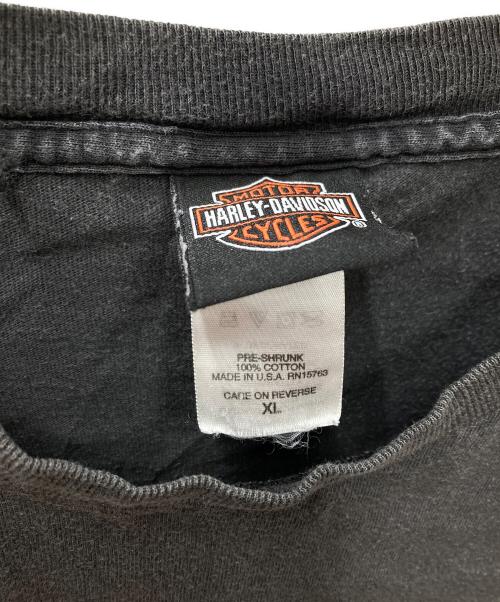 MOTOR
HARLEY-DAVIDSON
CYCLES
®
PRE-SHRUNK
100% COTTON
MADE IN U.S.A. RN15763
CARE ON REVERSE
XL